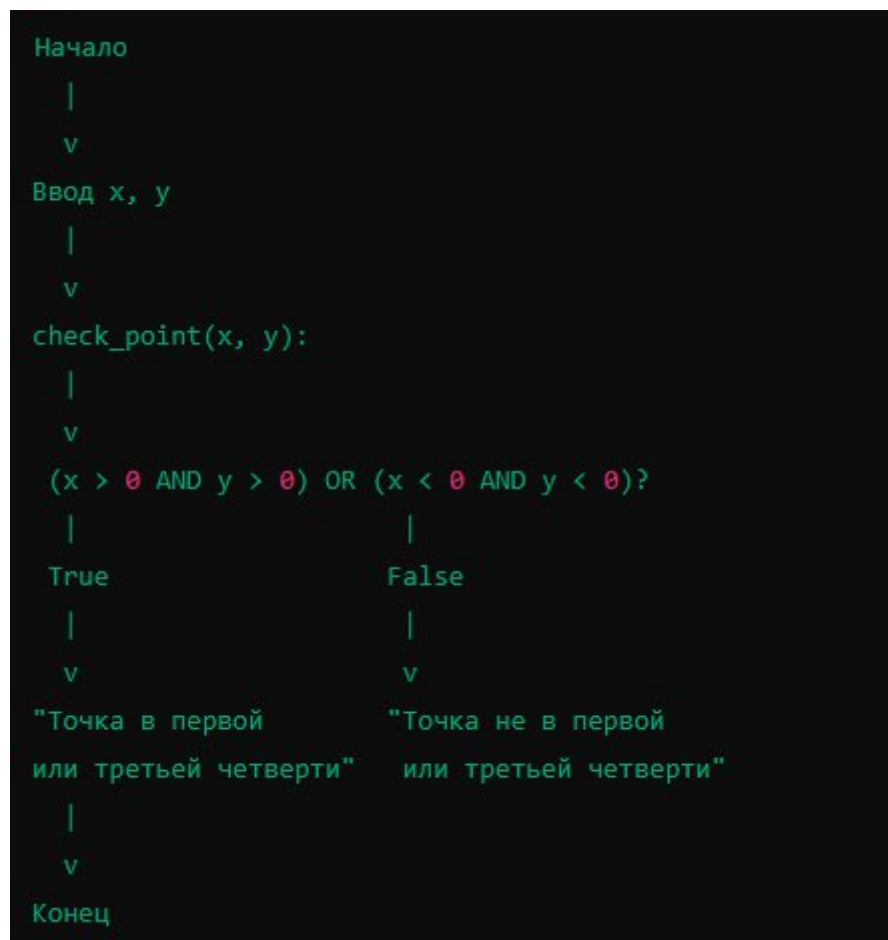 Начало
|
v
Ввод x, y
|
v
check_point(x, y):
|
v
(x > 0 AND y > 0) OR (x < 0 AND y < 0)?
| |
True False
| |
v v
"Точка в первой "Точка не в первой
или третьей четверти" или третьей четверти"
|
v
Конец